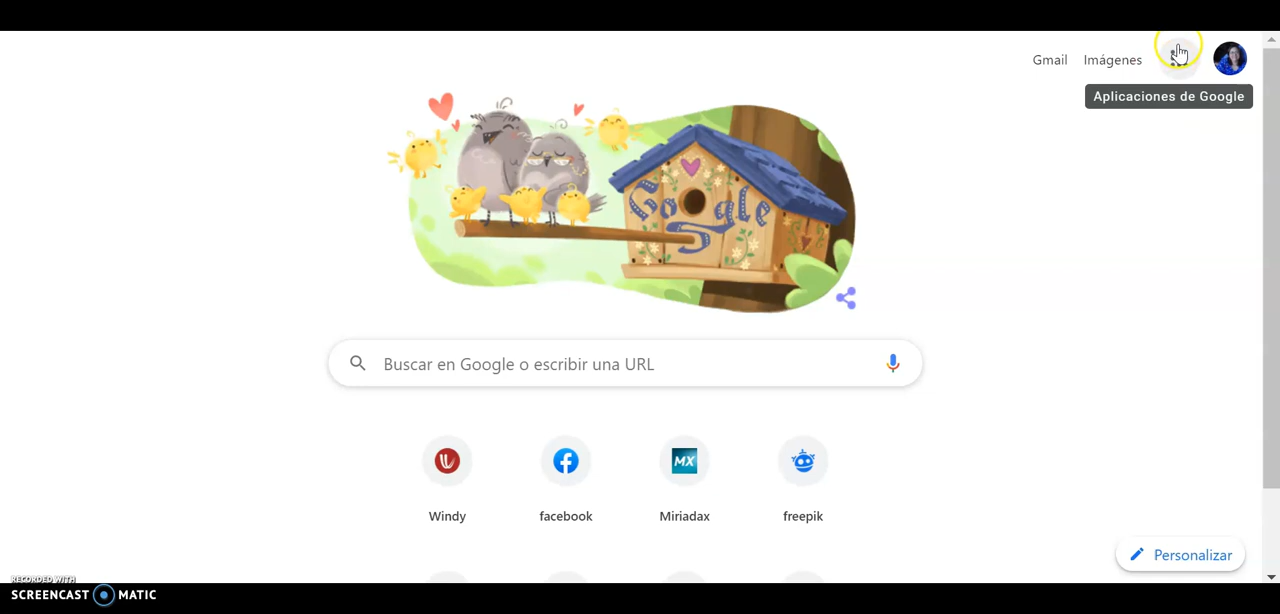 Gmail Imágenes
Aplicaciones de Google
Google
Buscar en Google o escribir una URL
MX
Windy facebook Miriadax freepik
Personalizar
RECORDED WITH
SCREENCAST MATIC